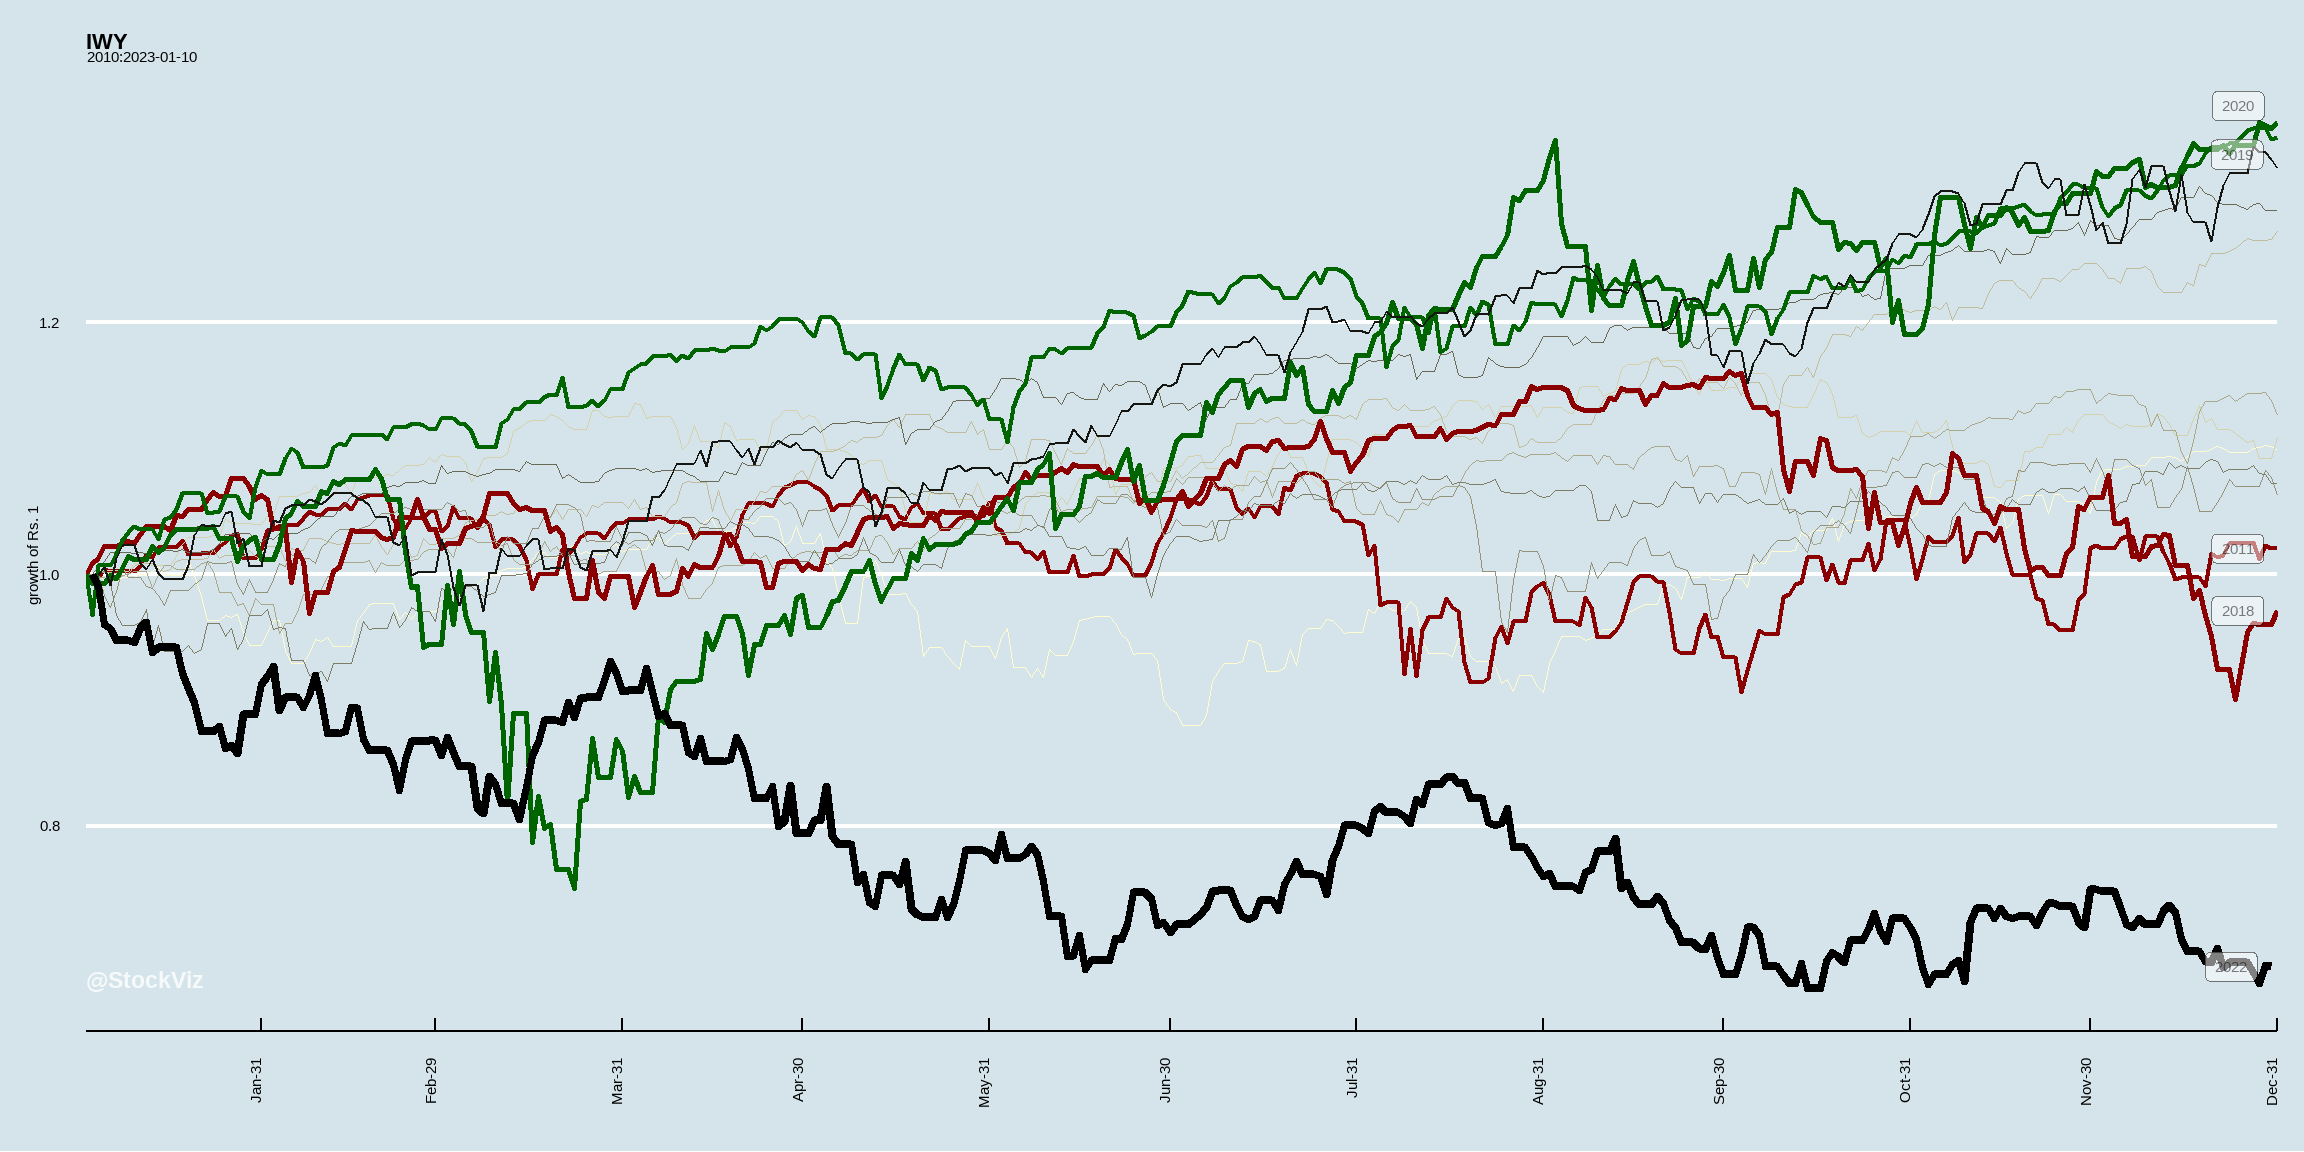 IWY
2010:2023-01-10
growth of Rs. 1
1.2
1.0
0.8
2020
2019
2011
2018
2022
@StockViz
Jan-31
Feb-29
Mar-31
Apr-30
May-31
Jun-30
Jul-31
Aug-31
Sep-30
Oct-31
Nov-30
Dec-31